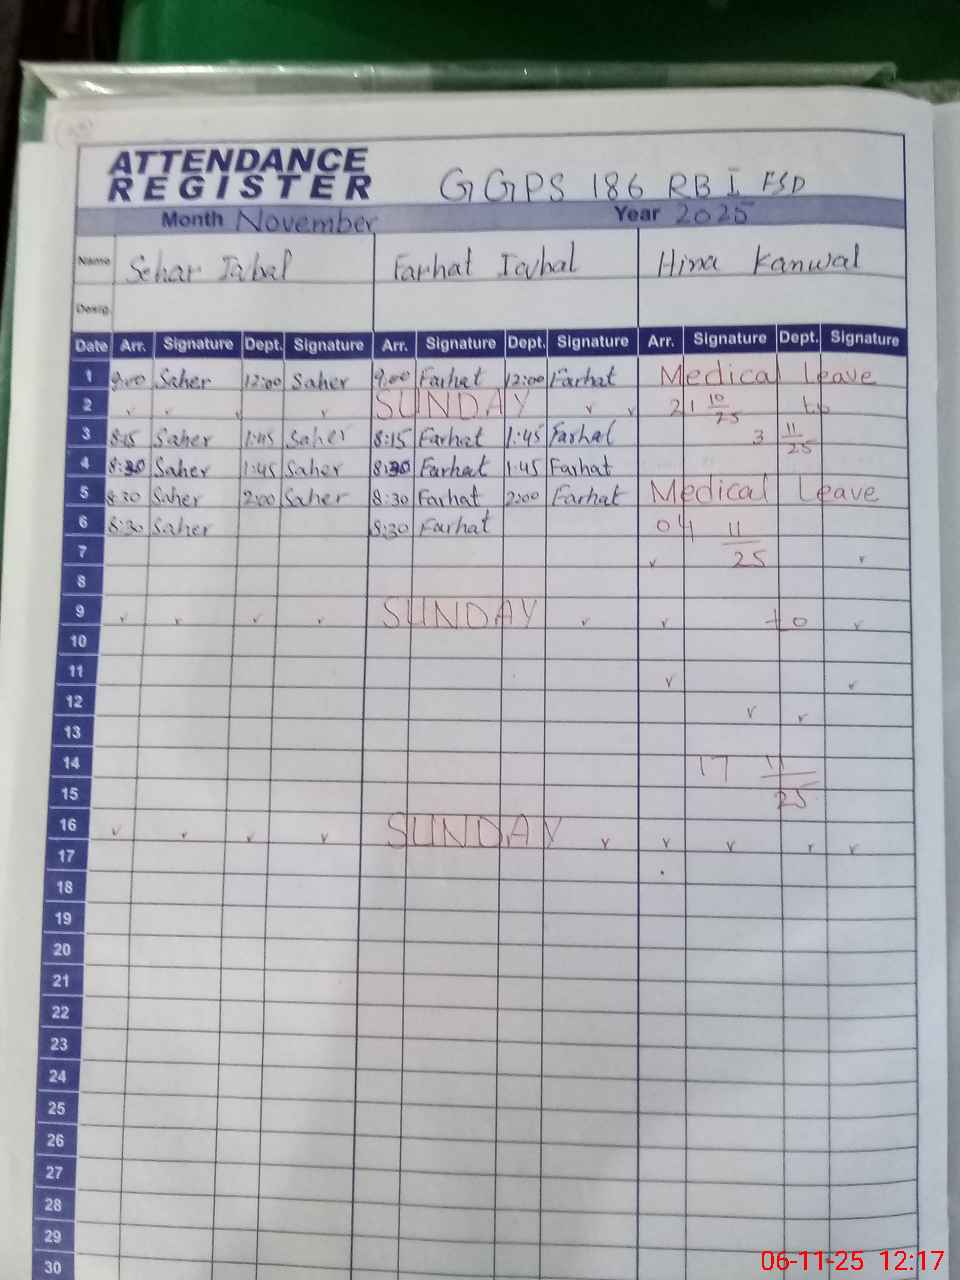 ATTENDANCE
REGISTER GGPS 186 RB I FSD
Month November Year 2025
Name Sehar Iqbal Farhat Iqbal Hina Kanwal
Desig.
Date Arr. Signature Dept. Signature Arr. Signature Dept. Signature Arr. Signature Dept. Signature
1 9:00 Saher 12:00 Saher 9:00 Farhat 12:00 Farhat Medical Leave
2 SUNDAY 21 10/25 to
3 8:15 Saher 1:45 Saher 8:15 Farhat 1:45 Farhat 3 11/25
4 8:30 Saher 1:45 Saher 8:30 Farhat 1:45 Farhat
5 8:30 Saher 2:00 Saher 8:30 Farhat 2:00 Farhat Medical Leave
6 8:30 Saher 8:30 Farhat 04 11/25
7
8
9 SUNDAY to
10
11
12
13
14 17 11/25
15
16 SUNDAY
17
18
19
20
21
22
23
24
25
26
27
28
29
30
06-11-25 12:17